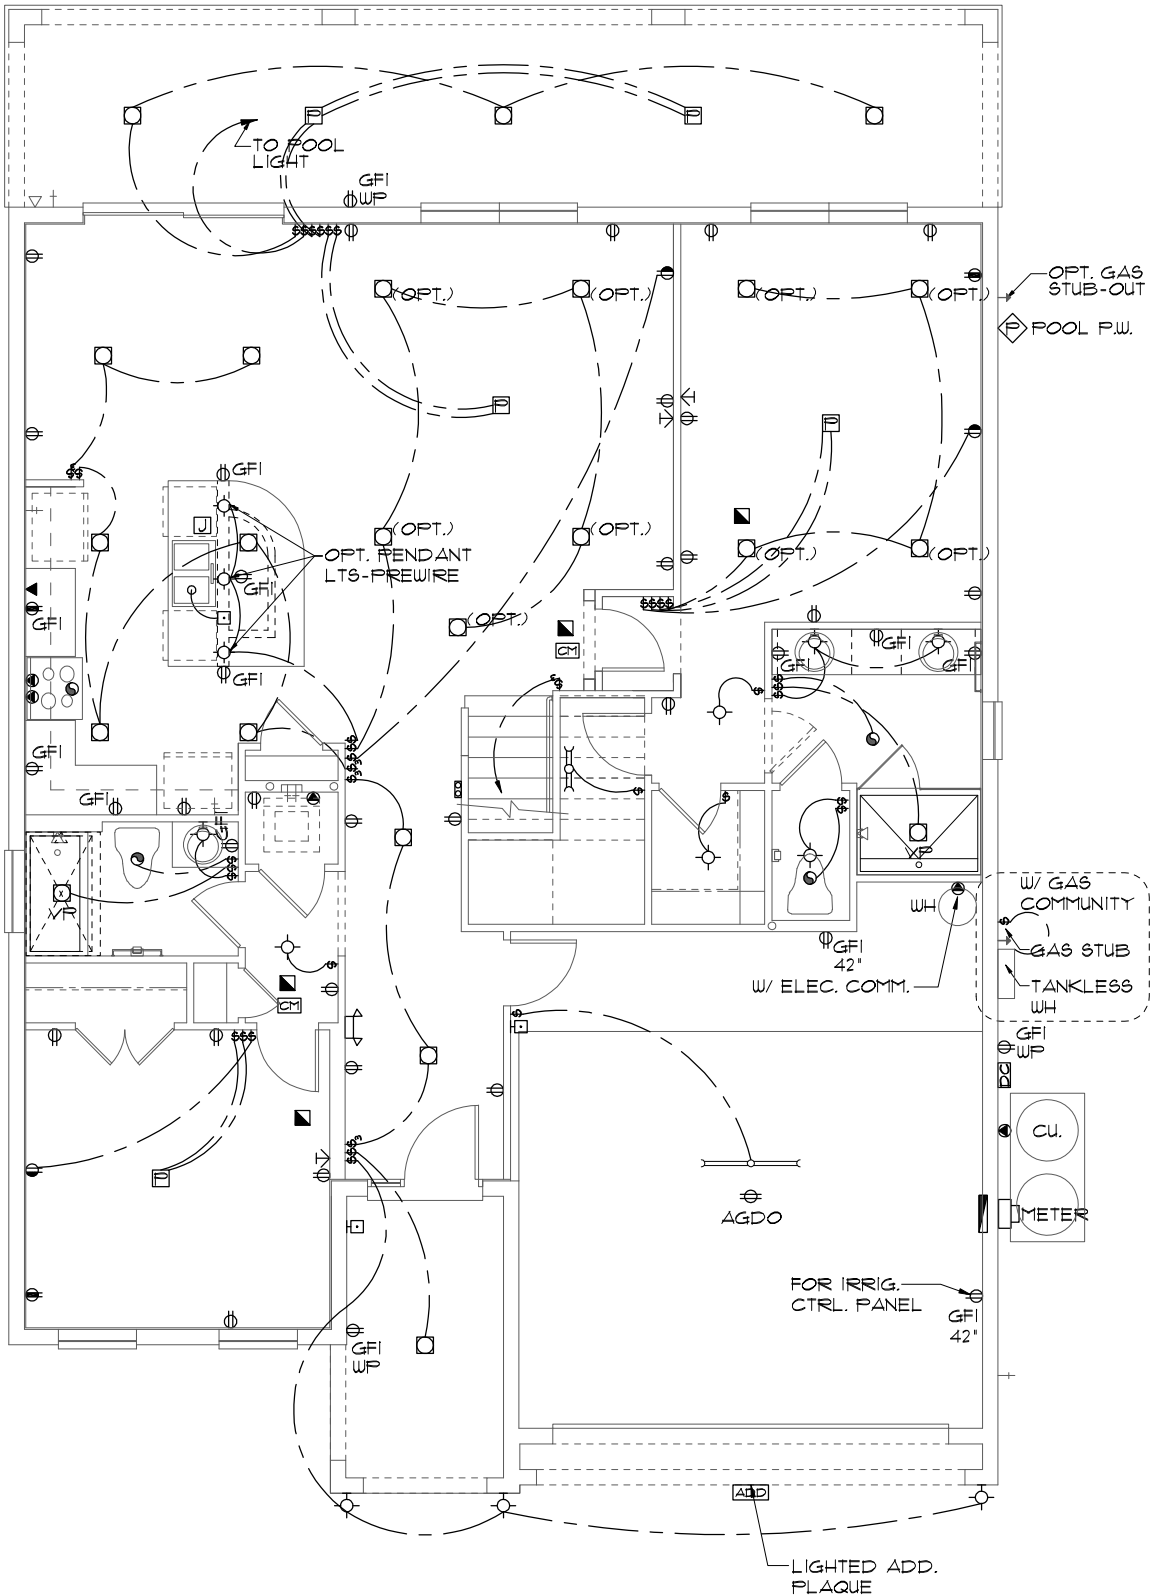 P
P
TO POOL
LIGHT
GFI
WP
$$$$$$
(OPT.)
(OPT.)
(OPT.)
(OPT.)
OPT. GAS
STUB-OUT
P
POOL P.W.
P
P
$$
GFI
J
(OPT.)
(OPT.)
(OPT.)
(OPT.)
OPT. PENDANT
LTS-PREWIRE
GFI
GFI
$$$$
(OPT.)
CM
GFI
GFI
GFI
GFI
GFI
GFI
VP
VP
W/ GAS
COMMUNITY
WH
GAS STUB
GFI
42"
W/ ELEC. COMM.
TANKLESS
WH
CM
$$$
GFI
WP
DC
CU.
P
AGDO
METER
FOR IRRIG.
CTRL. PANEL
GFI
42"
GFI
WP
ADD
LIGHTED ADD.
PLAQUE